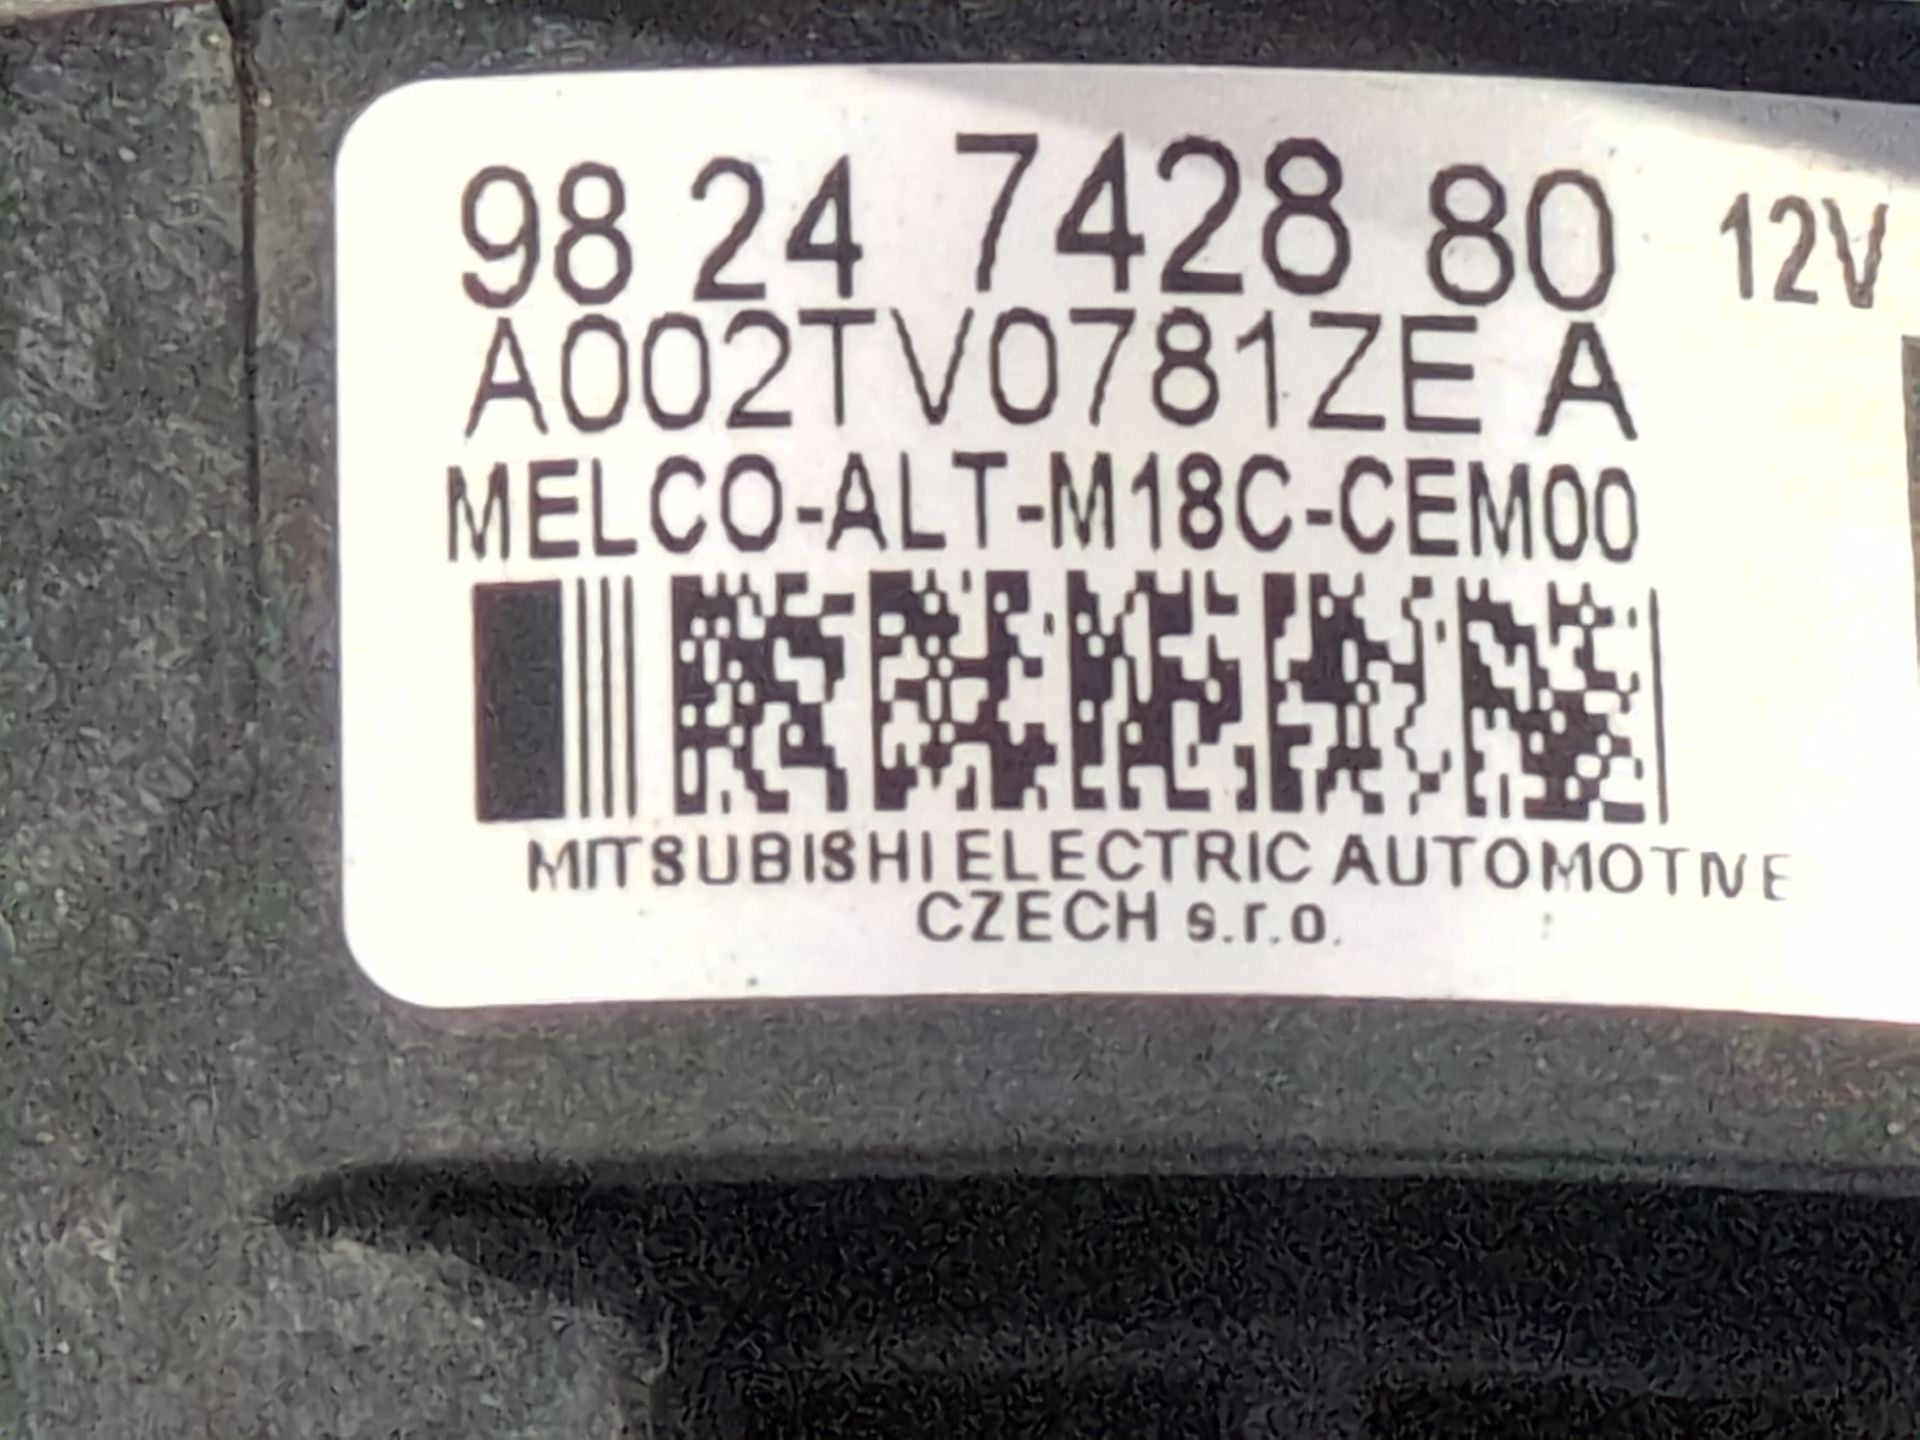 98 24 7428 80 12V
A002TV0781ZE A
MELCO-ALT-M18C-CEM00
MITSUBISHI ELECTRIC AUTOMOTIVE
CZECH s.r.o.